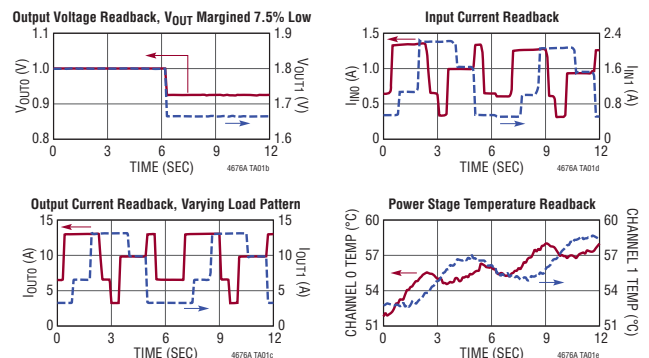 Output Voltage Readback, VOUT Margined 7.5% Low
1.1
1.0
0.9
0.8
VOUT0 (V)
1.9
1.8
1.7
1.6
VOUT1 (V)
0 3 6 9 12
TIME (SEC)
4676A TA01b
Input Current Readback
1.5
1.0
0.5
0
IIN0 (A)
2.4
1.6
0.8
0
IIN1 (A)
0 3 6 9 12
TIME (SEC)
4676A TA01d
Output Current Readback, Varying Load Pattern
15
10
5
0
IOUT0 (A)
15
10
5
0
IOUT1 (A)
0 3 6 9 12
TIME (SEC)
4676A TA01c
Power Stage Temperature Readback
60
57
54
51
CHANNEL 0 TEMP (°C)
60
57
54
51
CHANNEL 1 TEMP (°C)
0 3 6 9 12
TIME (SEC)
4676A TA01e